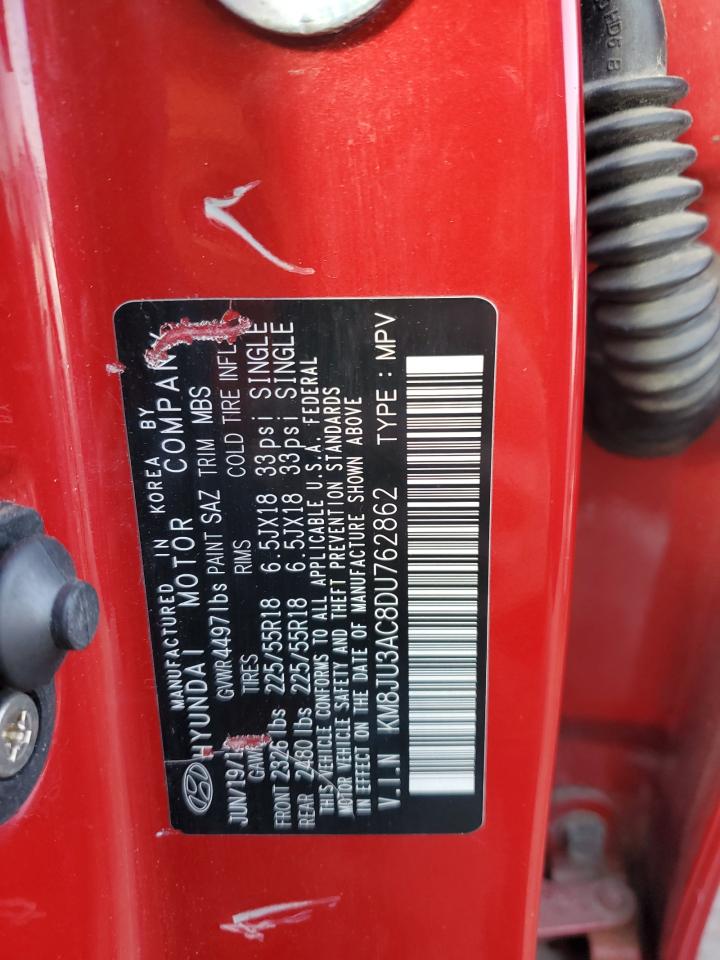 MANUFACTURED IN KOREA BY
HYUNDAI MOTOR COMPANY
GVWR 4497lbs PAINT SAZ TRIM MBS
JUN/19/ TIRES RIMS COLD TIRE INFL
FRONT 2326 lbs 225/55R18 6.5JX18 33psi SINGLE
REAR 2480 lbs 225/55R18 6.5JX18 33psi SINGLE
THIS VEHICLE CONFORMS TO ALL APPLICABLE U.S.A. FEDERAL
MOTOR VEHICLE SAFETY AND THEFT PREVENTION STANDARDS
IN EFFECT ON THE DATE OF MANUFACTURE SHOWN ABOVE
V.I.N KM8JU3AC8DU762862 TYPE : MPV